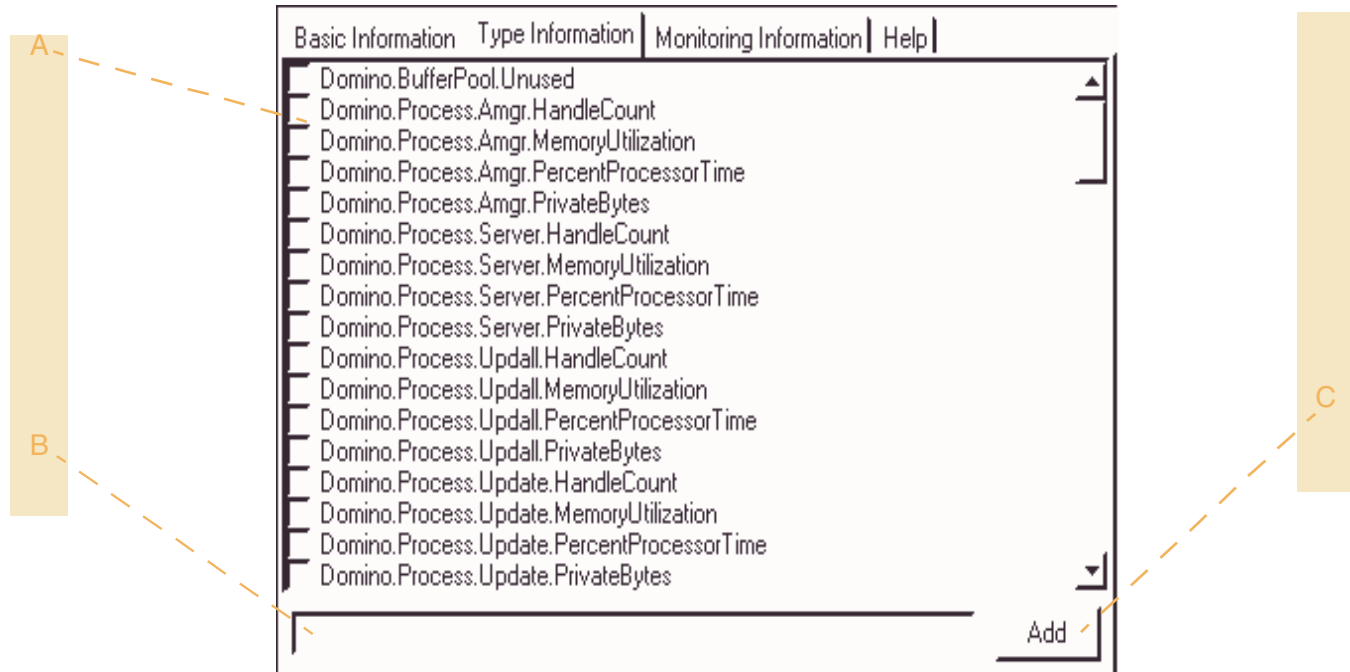 Basic Information Type Information Monitoring Information Help
A
Domino.BufferPool.Unused
Domino.Process.Amgr.HandleCount
Domino.Process.Amgr.MemoryUtilization
Domino.Process.Amgr.PercentProcessorTime
Domino.Process.Amgr.PrivateBytes
Domino.Process.Server.HandleCount
Domino.Process.Server.MemoryUtilization
Domino.Process.Server.PercentProcessorTime
Domino.Process.Server.PrivateBytes
Domino.Process.Updall.HandleCount
Domino.Process.Updall.MemoryUtilization
C
Domino.Process.Updall.PercentProcessorTime
B
Domino.Process.Updall.PrivateBytes
Domino.Process.Update.HandleCount
Domino.Process.Update.MemoryUtilization
Domino.Process.Update.PercentProcessorTime
Domino.Process.Update.PrivateBytes
Add